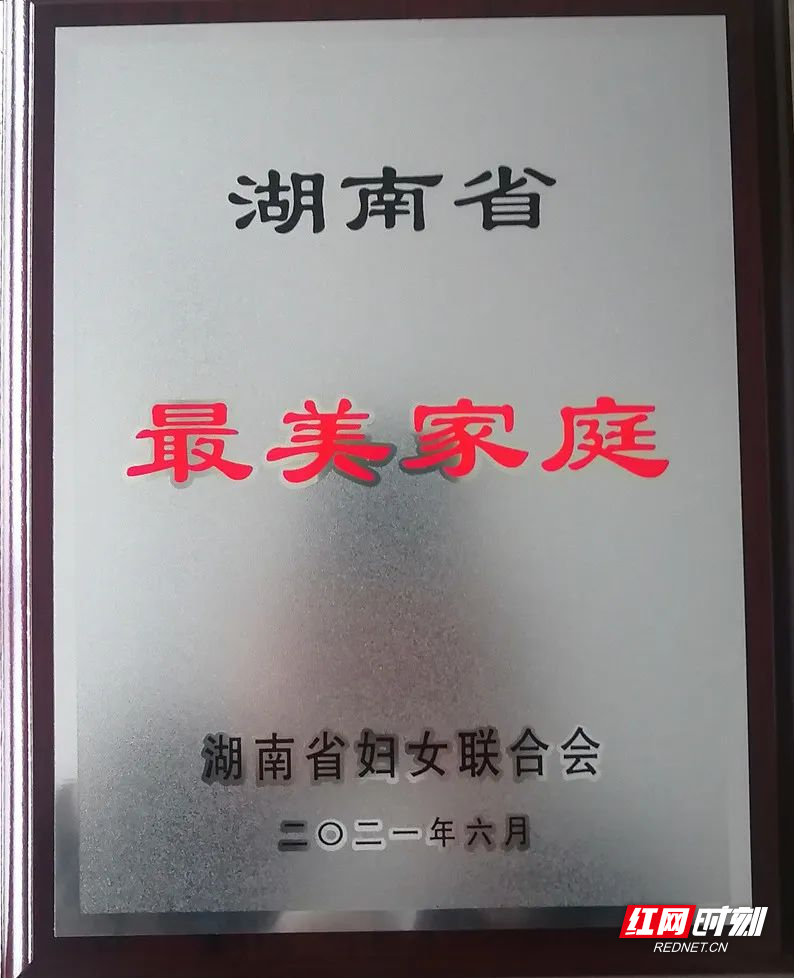 湖南省
最美家庭
湖南省妇女联合会
二〇二一年六月
红网时刻
REDNET.CN